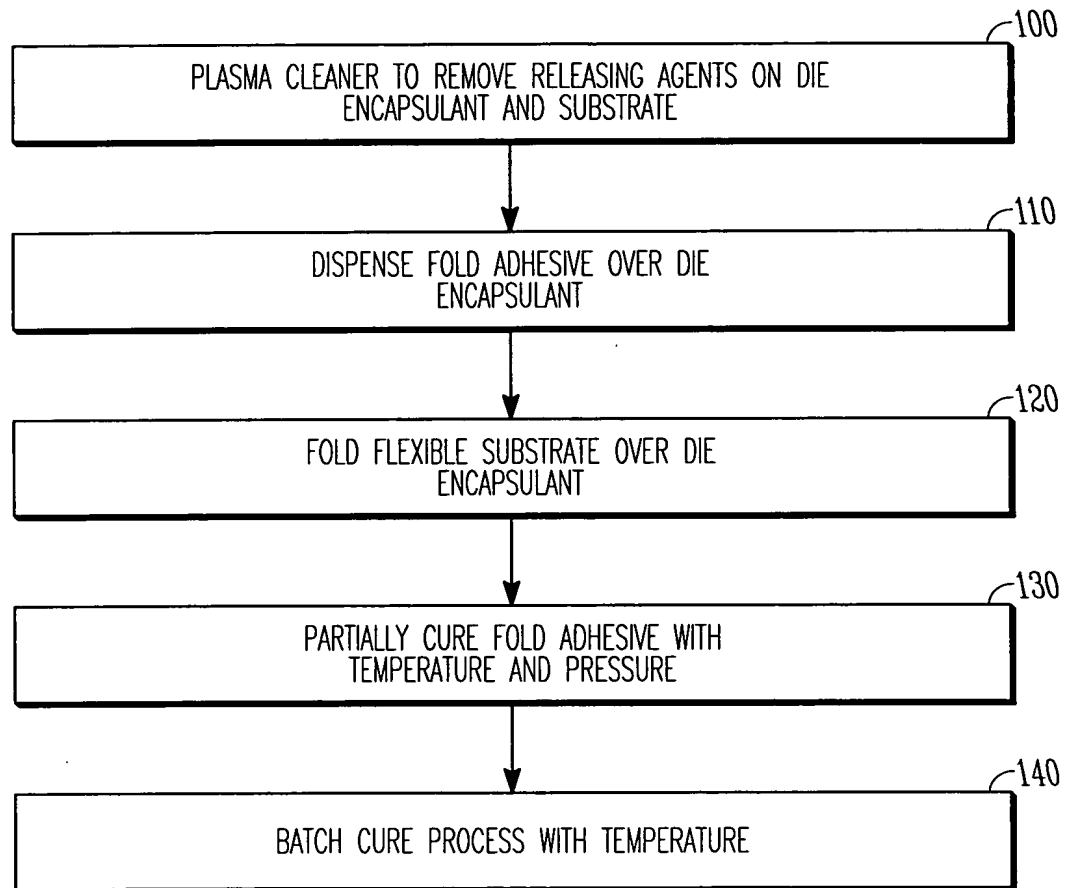 100
PLASMA CLEANER TO REMOVE RELEASING AGENTS ON DIE
ENCAPSULANT AND SUBSTRATE
110
DISPENSE FOLD ADHESIVE OVER DIE
ENCAPSULANT
120
FOLD FLEXIBLE SUBSTRATE OVER DIE
ENCAPSULANT
130
PARTIALLY CURE FOLD ADHESIVE WITH
TEMPERATURE AND PRESSURE
140
BATCH CURE PROCESS WITH TEMPERATURE